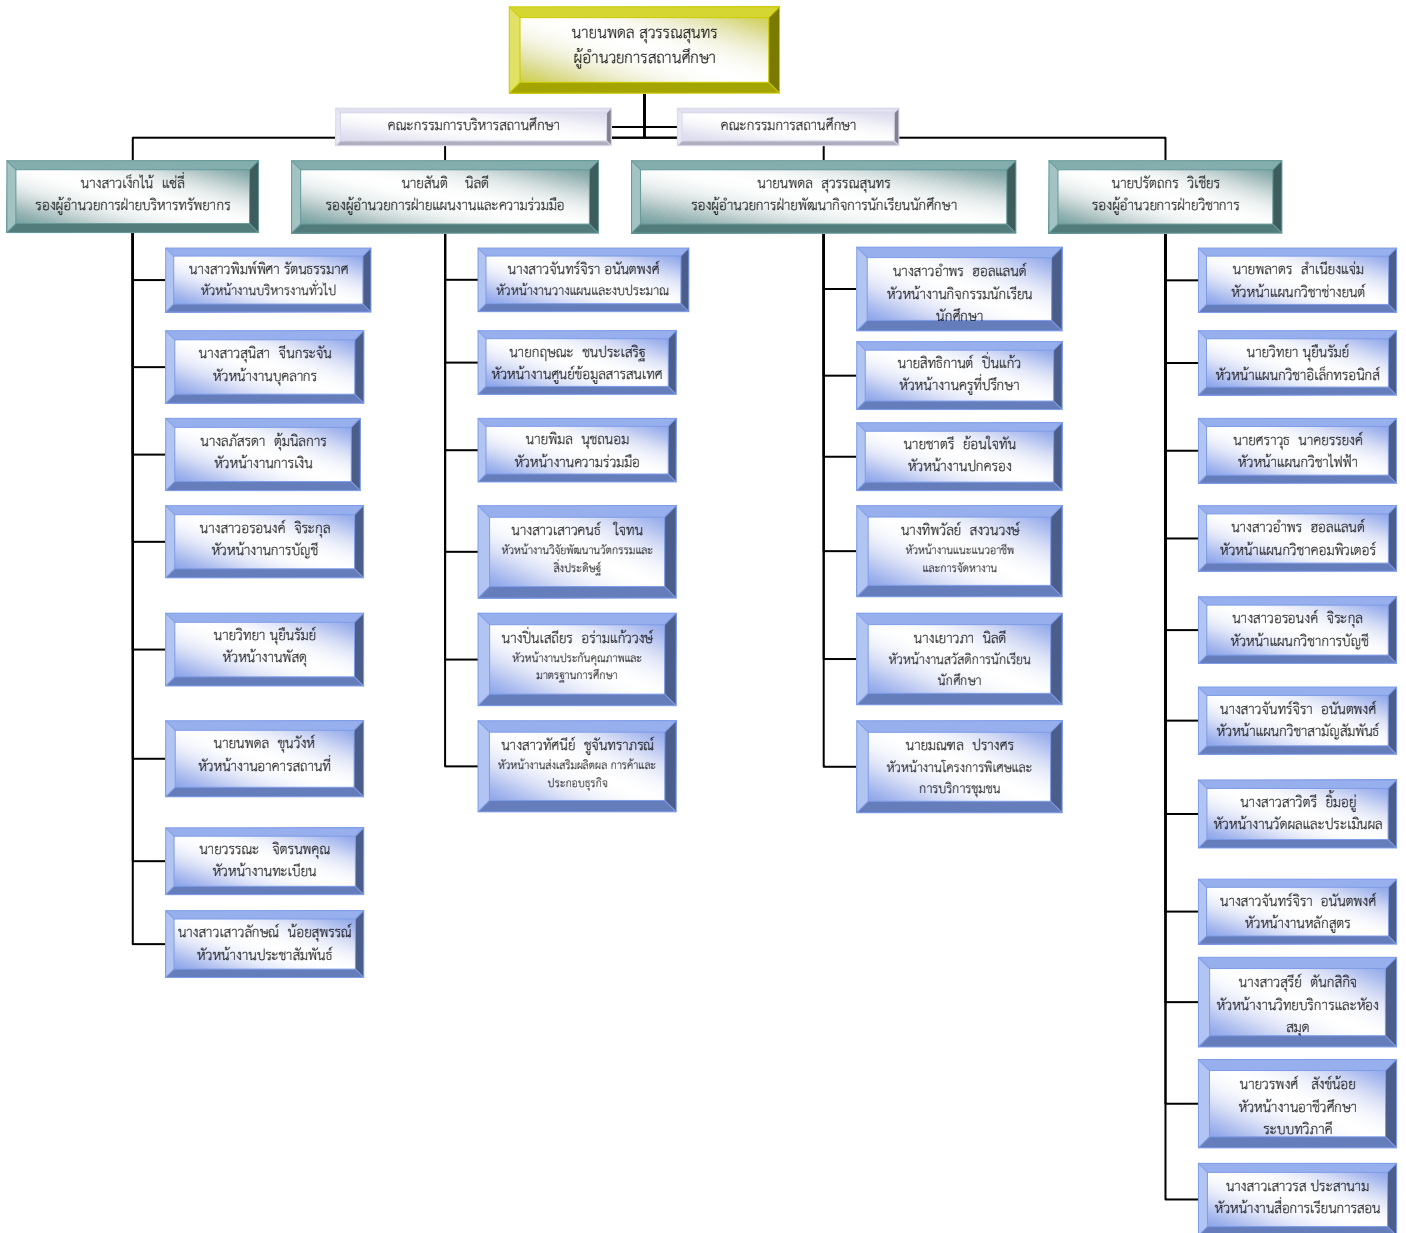 นายนพดล สุวรรณสุนทร
ผู้อำนวยการสถานศึกษา
คณะกรรมการบริหารสถานศึกษา
คณะกรรมการสถานศึกษา
นางสาวเง็กไน้ แซ่ลี่
รองผู้อำนวยการฝ่ายบริหารทรัพยากร
นายสันติ นิลดี
รองผู้อำนวยการฝ่ายแผนงานและความร่วมมือ
นายนพดล สุวรรณสุนทร
รองผู้อำนวยการฝ่ายพัฒนากิจการนักเรียนนักศึกษา
นายปรัตถกร วิเชียร
รองผู้อำนวยการฝ่ายวิชาการ
นางสาวพิมพ์พิศา รัตนธรรมาศ
หัวหน้างานบริหารงานทั่วไป
นางสาวสุนิสา จีนกระจัน
หัวหน้างานบุคลากร
นางลภัสรดา ตุ้มนิลการ
หัวหน้างานการเงิน
นางสาวอรอนงค์ จิระกุล
หัวหน้างานการบัญชี
นายวิทยา นุยืนรัมย์
หัวหน้างานพัสดุ
นายนพดล ขุนวังห์
หัวหน้างานอาคารสถานที่
นายวรรณะ จิตรนพคุณ
หัวหน้างานทะเบียน
นางสาวเสาวลักษณ์ น้อยสุพรรณ์
หัวหน้างานประชาสัมพันธ์
นางสาวจันทร์จิรา อนันตพงศ์
หัวหน้างานวางแผนและงบประมาณ
นายกฤษณะ ชนประเสริฐ
หัวหน้างานศูนย์ข้อมูลสารสนเทศ
นายพิมล นุชถนอม
หัวหน้างานความร่วมมือ
นางสาวเสาวคนธ์ ใจทน
หัวหน้างานวิจัยพัฒนานวัตกรรมและ
สิ่งประดิษฐ์
นางปิ่นเสถียร อร่ามแก้ววงษ์
หัวหน้างานประกันคุณภาพและ
มาตรฐานการศึกษา
นางสาวทัศนีย์ ชูจันทราภรณ์
หัวหน้างานส่งเสริมผลิตผล การค้าและ
ประกอบธุรกิจ
นางสาวอำพร ฮอลแลนด์
หัวหน้างานกิจกรรมนักเรียน
นักศึกษา
นายสิทธิกานต์ ปิ่นแก้ว
หัวหน้างานครูที่ปรึกษา
นายชาตรี ย้อนใจทัน
หัวหน้างานปกครอง
นางทิพวัลย์ สงวนวงษ์
หัวหน้างานแนะแนวอาชีพ
และการจัดหางาน
นางเยาวภา นิลดี
หัวหน้างานสวัสดิการนักเรียน
นักศึกษา
นายมณฑล ปรางศร
หัวหน้างานโครงการพิเศษและ
การบริการชุมชน
นายพลาดร สำเนียงแจ่ม
หัวหน้าแผนกวิชาช่างยนต์
นายวิทยา นุยืนรัมย์
หัวหน้าแผนกวิชาอิเล็กทรอนิกส์
นายศราวุธ นาคยรรยงค์
หัวหน้าแผนกวิชาไฟฟ้า
นางสาวอำพร ฮอลแลนด์
หัวหน้าแผนกวิชาคอมพิวเตอร์
นางสาวอรอนงค์ จิระกุล
หัวหน้าแผนกวิชาการบัญชี
นางสาวจันทร์จิรา อนันตพงศ์
หัวหน้าแผนกวิชาสามัญสัมพันธ์
นางสาวสาวิตรี ยิ้มอยู่
หัวหน้างานวัดผลและประเมินผล
นางสาวจันทร์จิรา อนันตพงศ์
หัวหน้างานหลักสูตร
นางสาวสุรีย์ ตันกสิกิจ
หัวหน้างานวิทยบริการและห้อง
สมุด
นายวรพงศ์ สังข์น้อย
หัวหน้างานอาชีวศึกษา
ระบบทวิภาคี
นางสาวเสาวรส ประสานาม
หัวหน้างานสื่อการเรียนการสอน